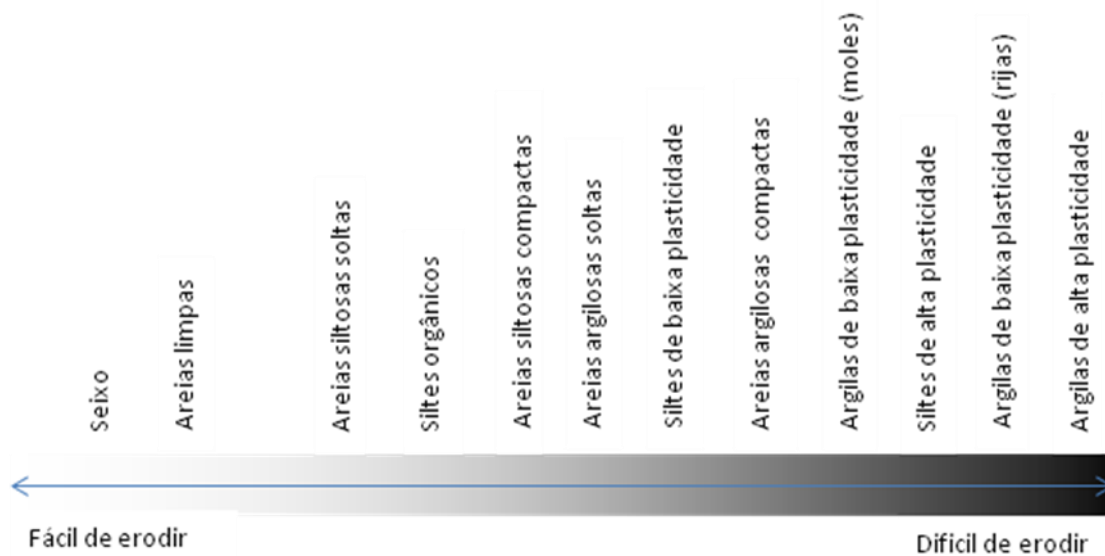 Seixo
Areias limpas
Areias siltosas soltas
Siltes orgânicos
Areias siltosas compactas
Areias argilosas soltas
Siltes de baixa plasticidade
Areias argilosas compactas
Argilas de baixa plasticidade (moles)
Siltes de alta plasticidade
Argilas de baixa plasticidade (rijas)
Argilas de alta plasticidade
Fácil de erodir
Difícil de erodir